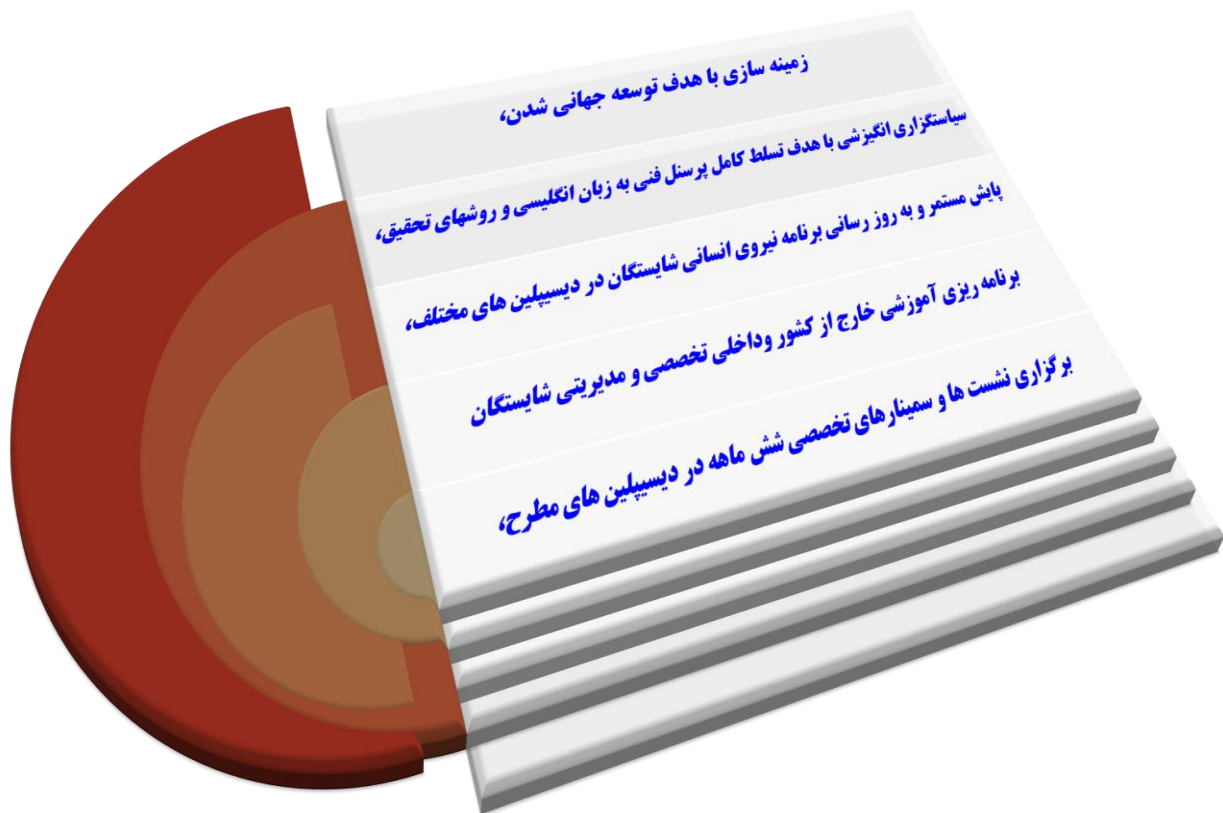 زمینه سازی با هدف توسعه جهانی شدن،
سیاستگزاری انگیزشی با هدف تسلط کامل پرسنل فنی به زبان انگلیسی و روشهای تحقیق،
پایش مستمر و به روز رسانی برنامه نیروی انسانی شایستگان در دیسیپلین های مختلف،
برنامه ریزی آموزشی خارج از کشور وداخلی تخصصی و مدیریتی شایستگان
برگزاری نشست ها و سمینارهای تخصصی شش ماهه در دیسیپلین های مطرح،